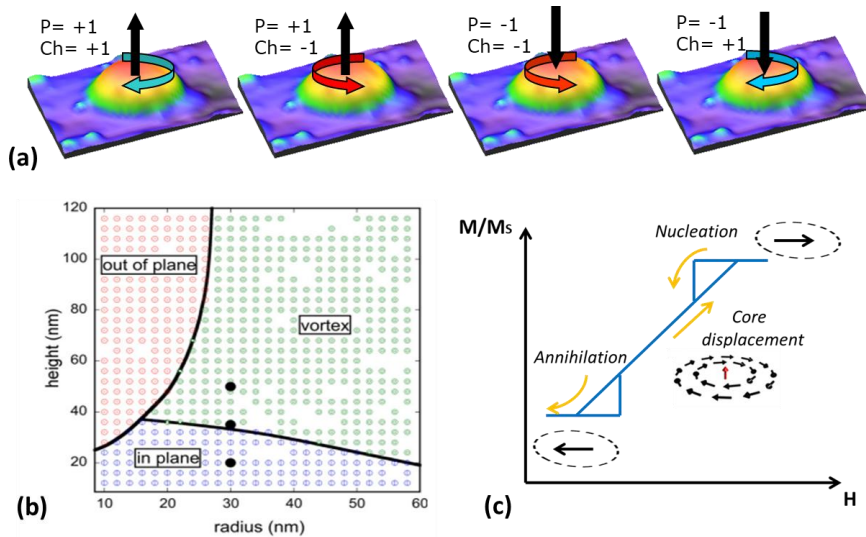 P= +1
Ch= +1
P= +1
Ch= -1
P= -1
Ch= -1
P= -1
Ch= +1
(a)
120
100
80
60
40
20
height (nm)
out of plane
vortex
in plane
10
20
30
40
50
60
radius (nm)
(b)
M/Ms
Nucleation
Core
displacement
Annihilation
H
(c)